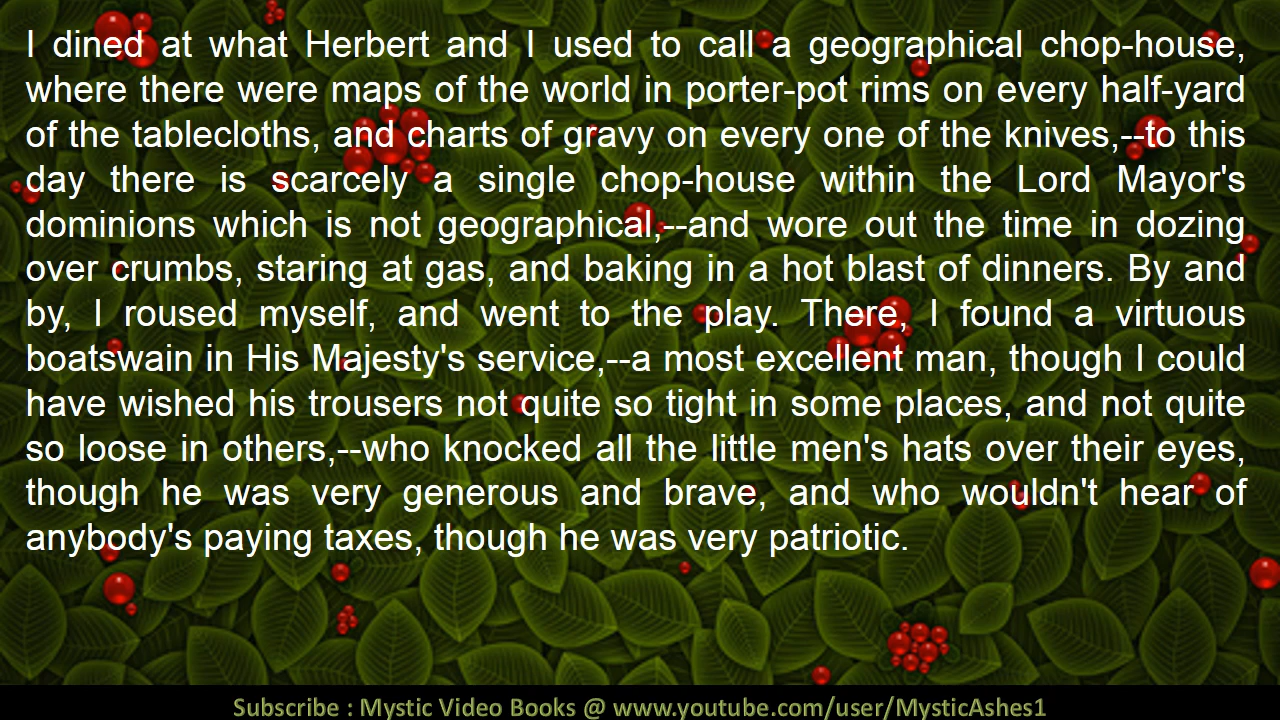 I dined at what Herbert and I used to call a geographical chop-house,
where there were maps of the world in porter-pot rims on every half-yard
of the tablecloths, and charts of gravy on every one of the knives,--to this
day there is scarcely a single chop-house within the Lord Mayor's
dominions which is not geographical,--and wore out the time in dozing
over crumbs, staring at gas, and baking in a hot blast of dinners. By and
by, I roused myself, and went to the play. There, I found a virtuous
boatswain in His Majesty's service,--a most excellent man, though I could
have wished his trousers not quite so tight in some places, and not quite
so loose in others,--who knocked all the little men's hats over their eyes,
though he was very generous and brave, and who wouldn't hear of
anybody's paying taxes, though he was very patriotic.
Subscribe : Mystic Video Books @ www.youtube.com/user/MysticAshes1